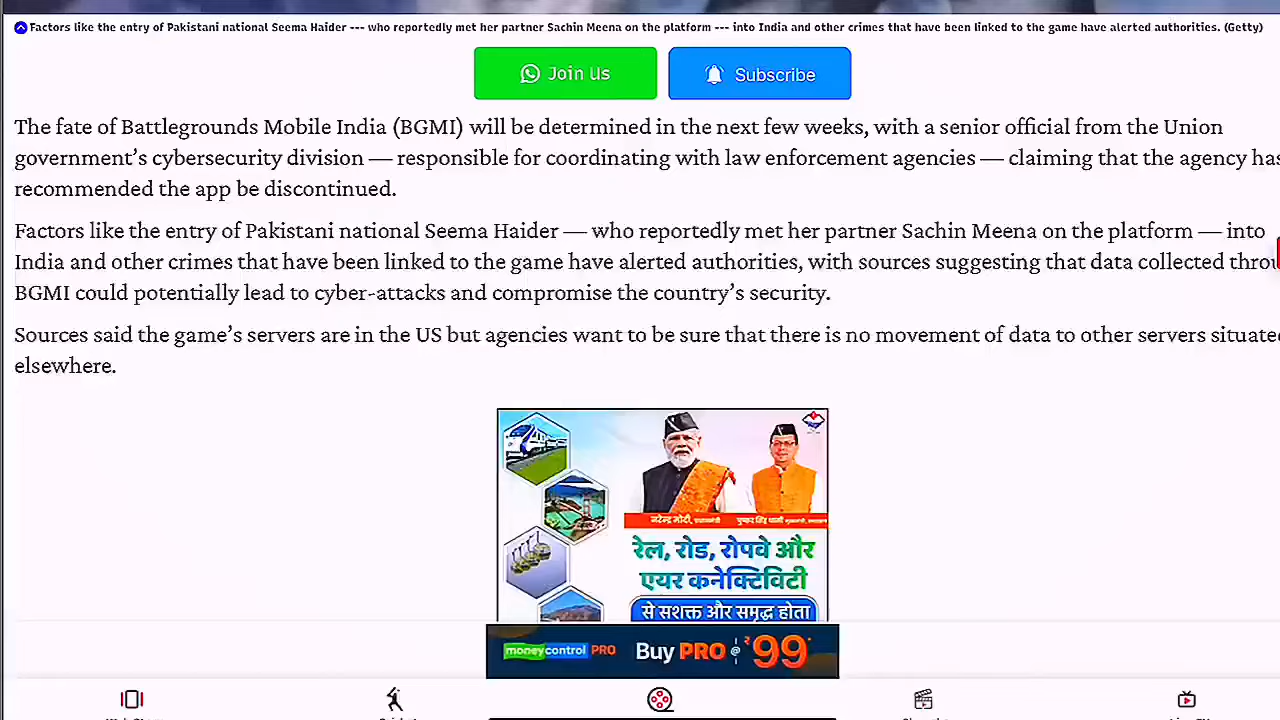 Factors like the entry of Pakistani national Seema Haider --- who reportedly met her partner Sachin Meena on the platform --- into India and other crimes that have been linked to the game have alerted authorities. (Getty)
Join Us
Subscribe
The fate of Battlegrounds Mobile India (BGMI) will be determined in the next few weeks, with a senior official from the Union
government’s cybersecurity division — responsible for coordinating with law enforcement agencies — claiming that the agency has
recommended the app be discontinued.
Factors like the entry of Pakistani national Seema Haider — who reportedly met her partner Sachin Meena on the platform — into
India and other crimes that have been linked to the game have alerted authorities, with sources suggesting that data collected throu
BGMI could potentially lead to cyber-attacks and compromise the country’s security.
Sources said the game’s servers are in the US but agencies want to be sure that there is no movement of data to other servers situated
elsewhere.
नरेन्द्र मोदी, प्रधानमंत्री
पुष्कर सिंह धामी
रेल, रोड, रोपवे और
एयर कनेक्टिविटी
से सशक्त और समृद्ध होता
moneycontrol PRO
Buy PRO @ ₹99*